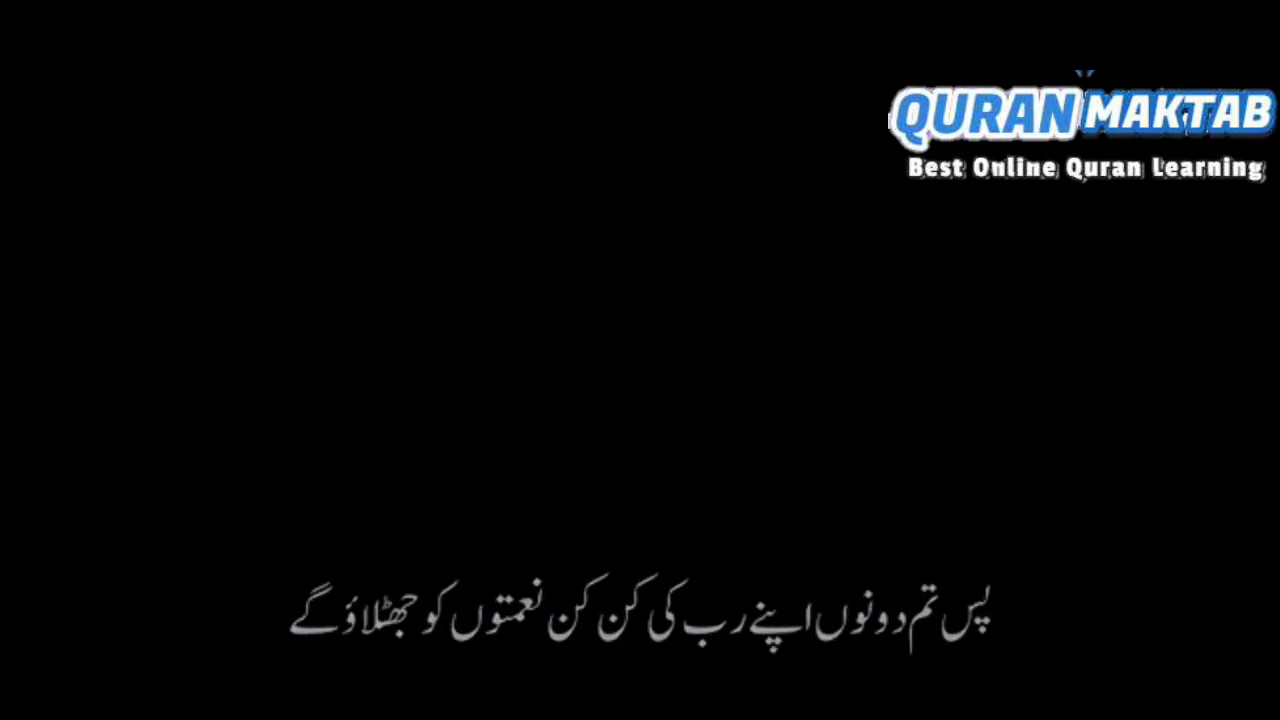 QURAN MAKTAB
Best Online Quran Learning
پس تم دونوں اپنے رب کی کن کن نعمتوں کو جھٹلاؤ گے